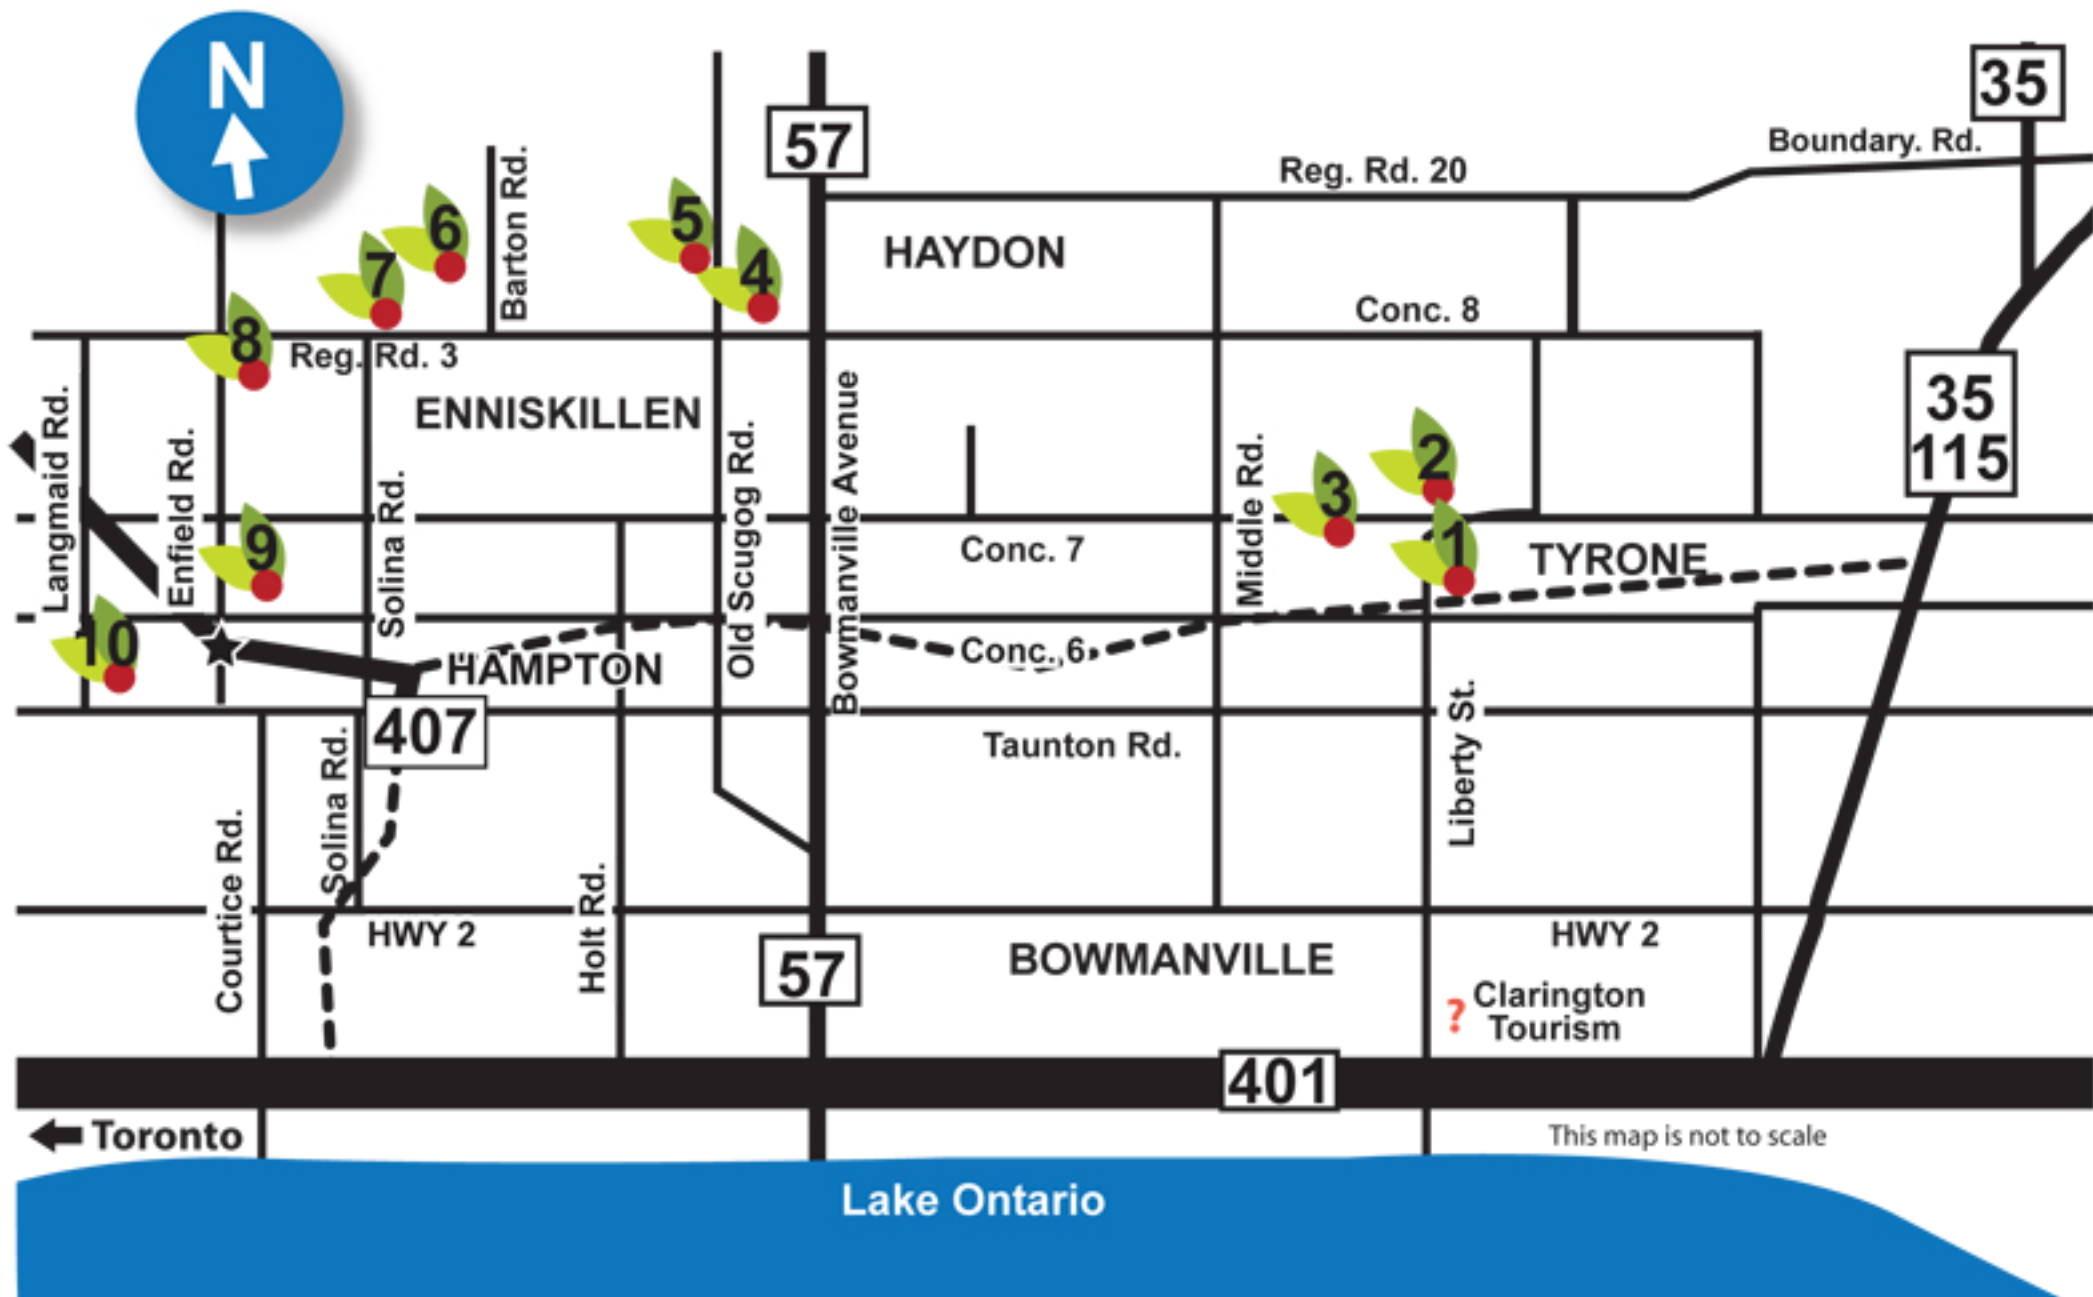 N
35
57
Boundary. Rd.
Reg. Rd. 20
Barton Rd.
6
5
4
7
HAYDON
8
Conc. 8
Reg. Rd. 3
ENNISKILLEN
35
115
Langmaid Rd.
Enfield Rd.
Solina Rd.
Old Scugog Rd.
Bowmanville Avenue
Middle Rd.
2
3
1
9
Conc. 7
TYRONE
10
HAMPTON
Conc. 6
407
Taunton Rd.
Liberty St.
Solina Rd.
Courtice Rd.
Holt Rd.
HWY 2
HWY 2
57
BOWMANVILLE
? Clarington
Tourism
401
Toronto
This map is not to scale
Lake Ontario